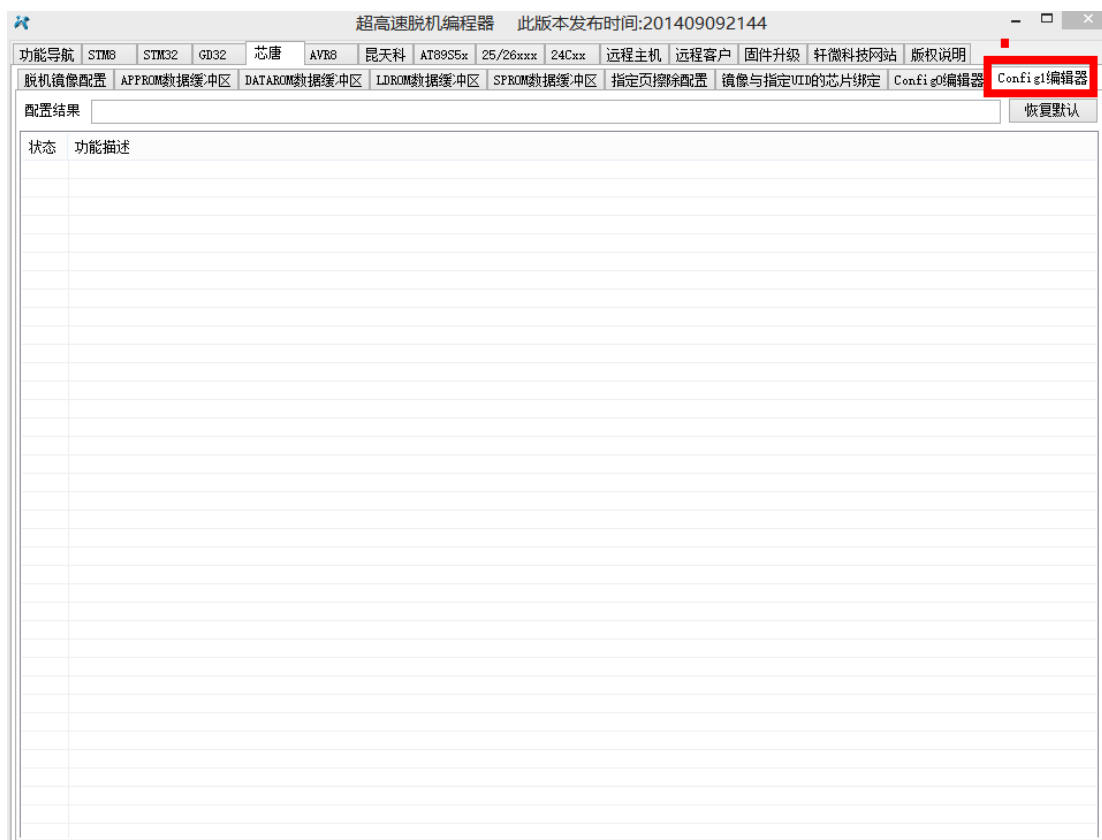 超高速脱机编程器 此版本发布时间:201409092144
功能导航 STM8 STM32 GD32 芯唐 AVR8 昆天科 AT89S5x 25/26xxx 24Cxx 远程主机 远程客户 固件升级 轩微科技网站 版权说明
脱机镜像配置 APPROM数据缓冲区 DATAROM数据缓冲区 LDROM数据缓冲区 SPROM数据缓冲区 指定页擦除配置 镜像与指定UID的芯片绑定 Config0编辑器 Config1编辑器
配置结果 恢复默认
状态 功能描述